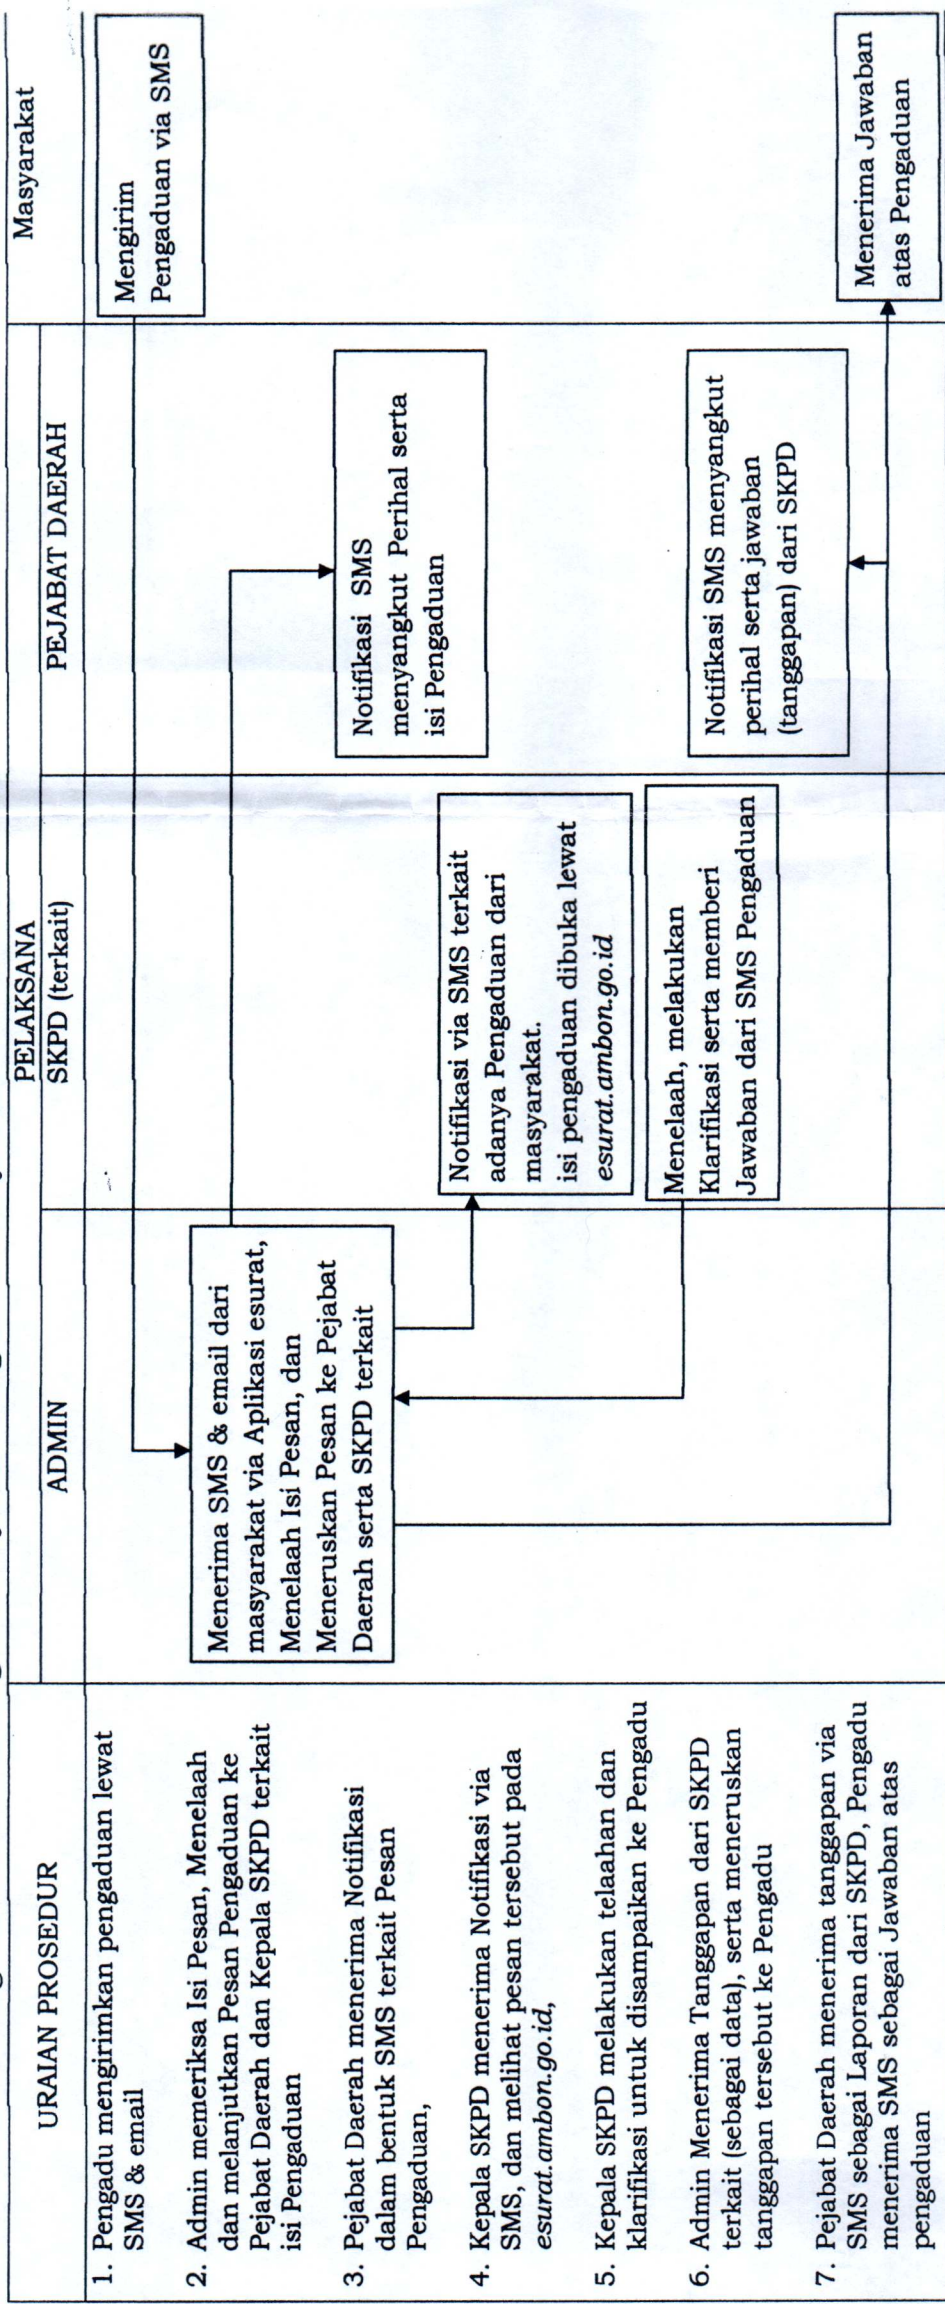 URAIAN PROSEDUR
PELAKSANA
ADMIN
SKPD (terkait)
PEJABAT DAERAH
Masyarakat
1. Pengadu mengirimkan pengaduan lewat
SMS & email
2. Admin memeriksa Isi Pesan, Menelaah
dan melanjutkan Pesan Pengaduan ke
Pejabat Daerah dan Kepala SKPD terkait
isi Pengaduan
3. Pejabat Daerah menerima Notifikasi
dalam bentuk SMS terkait Pesan
Pengaduan,
4. Kepala SKPD menerima Notifikasi via
SMS, dan melihat pesan tersebut pada
esurat.ambon.go.id,
5. Kepala SKPD melakukan telaahan dan
klarifikasi untuk disampaikan ke Pengadu
6. Admin Menerima Tanggapan dari SKPD
terkait (sebagai data), serta meneruskan
tanggapan tersebut ke Pengadu
7. Pejabat Daerah menerima tanggapan via
SMS sebagai Laporan dari SKPD, Pengadu
menerima SMS sebagai Jawaban atas
pengaduan
Menerima SMS & email dari
masyarakat via Aplikasi esurat,
Menelaah Isi Pesan, dan
Meneruskan Pesan ke Pejabat
Daerah serta SKPD terkait
Notifikasi via SMS terkait
adanya Pengaduan dari
masyarakat.
isi pengaduan dibuka lewat
esurat.ambon.go.id
Menelaah, melakukan
Klarifikasi serta memberi
Jawaban dari SMS Pengaduan
Notifikasi SMS
menyangkut Perihal serta
isi Pengaduan
Notifikasi SMS menyangkut
perihal serta jawaban
(tanggapan) dari SKPD
Mengirim
Pengaduan via SMS
Menerima Jawaban
atas Pengaduan